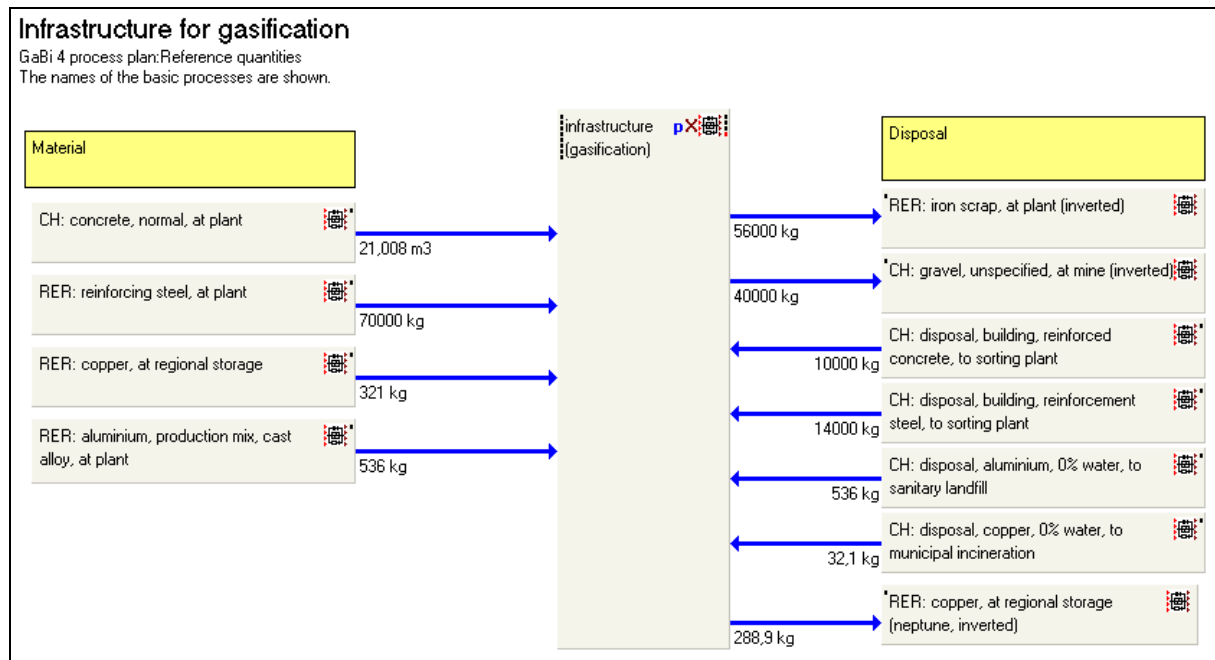 Infrastructure for gasification
GaBi 4 process plan:Reference quantities
The names of the basic processes are shown.
Material
CH: concrete, normal, at plant
21,008 m3
RER: reinforcing steel, at plant
70000 kg
RER: copper, at regional storage
321 kg
RER: aluminium, production mix, cast
alloy, at plant
536 kg
infrastructure pX
(gasification)
Disposal
RER: iron scrap, at plant (inverted)
56000 kg
CH: gravel, unspecified, at mine (inverted)
40000 kg
CH: disposal, building, reinforced
concrete, to sorting plant
10000 kg
CH: disposal, building, reinforcement
steel, to sorting plant
14000 kg
CH: disposal, aluminium, 0% water, to
sanitary landfill
536 kg
CH: disposal, copper, 0% water, to
municipal incineration
32,1 kg
RER: copper, at regional storage
(neptune, inverted)
288,9 kg